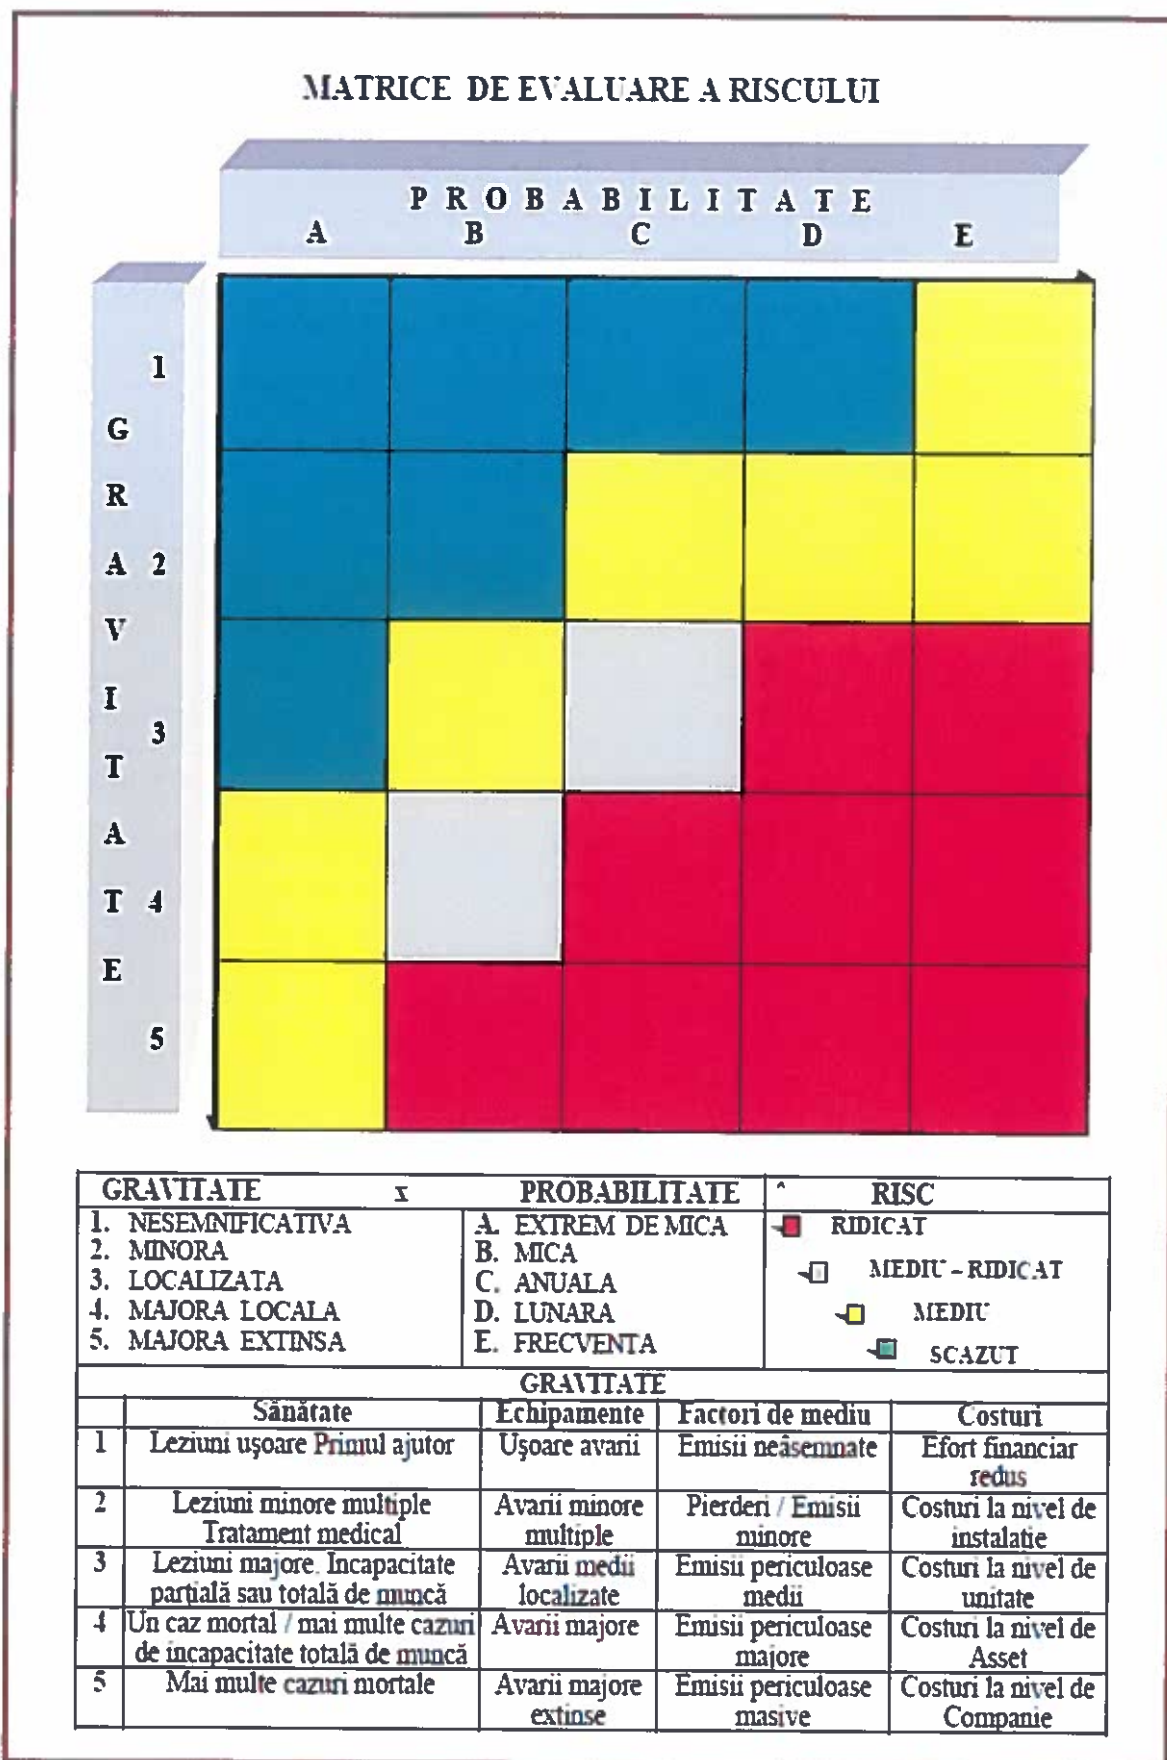 MATRICE DE EVALUARE A RISCULUI
PROBABILITATE
A B C D E
GRAVITATE
1
2
3
4
5
GRAVITATE x PROBABILITATE ^ RISC
1. NESEMNIFICATIVA
2. MINORA
3. LOCALIZATA
4. MAJORA LOCALA
5. MAJORA EXTINSA
A. EXTREM DE MICA
B. MICA
C. ANUALA
D. LUNARA
E. FRECVENTA
RIDICAT
MEDIU - RIDICAT
MEDIU
SCAZUT
GRAVITATE
Sănătate Echipamente Factori de mediu Costuri
1 Leziuni uşoare Primul ajutor Uşoare avarii Emisii neâsemnate Efort financiar
redus
2 Leziuni minore multiple Avarii minore Pierderi / Emisii Costuri la nivel de
Tratament medical multiple minore instalatie
3 Leziuni majore. Incapacitate Avarii medii Emisii periculoase Costuri la nivel de
parţială sau totală de muncă localizate medii unitate
4 Un caz mortal / mai multe cazuri Avarii majore Emisii periculoase Costuri la nivel de
de incapacitate totală de muncă majore Asset
5 Mai multe cazuri mortale Avarii majore Emisii periculoase Costuri la nivel de
extinse masive Companie